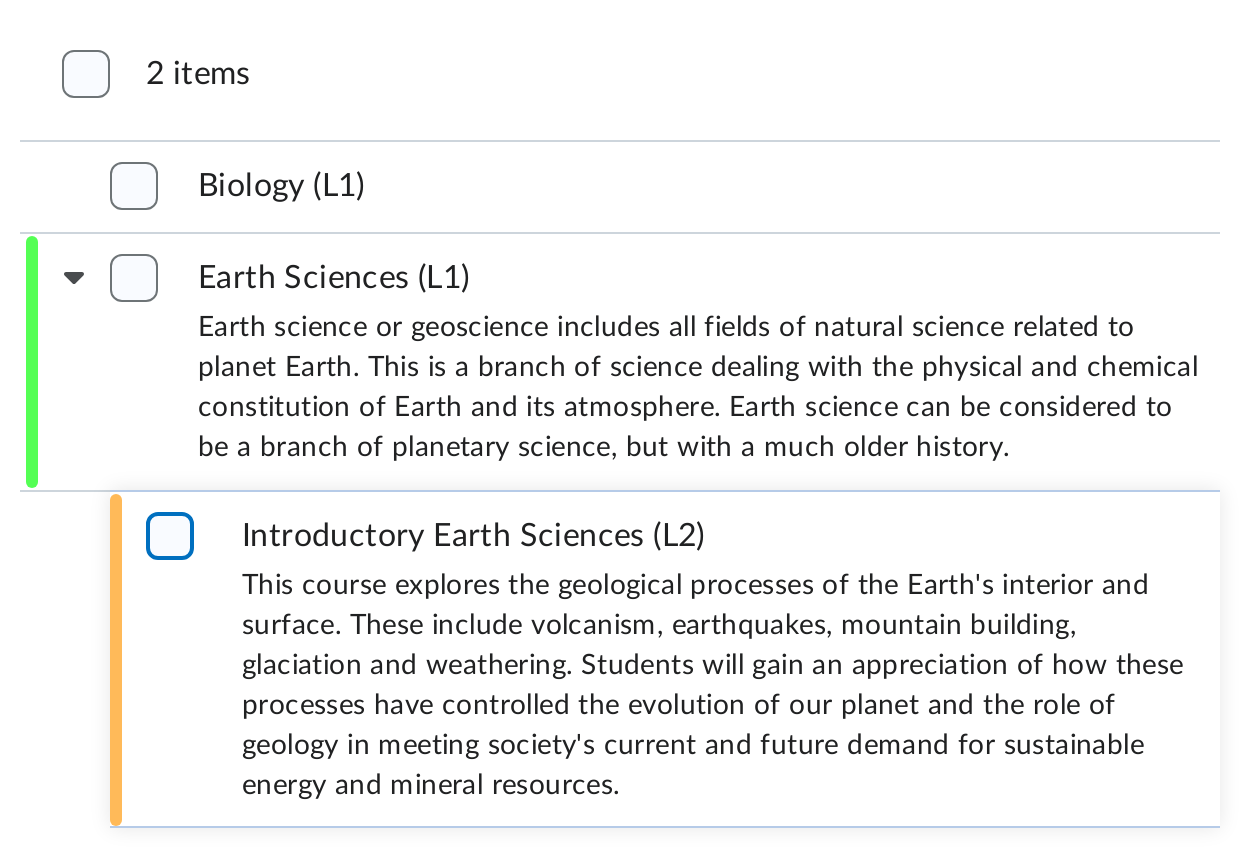 2 items
Biology (L1)
Earth Sciences (L1)
Earth science or geoscience includes all fields of natural science related to
planet Earth. This is a branch of science dealing with the physical and chemical
constitution of Earth and its atmosphere. Earth science can be considered to
be a branch of planetary science, but with a much older history.
Introductory Earth Sciences (L2)
This course explores the geological processes of the Earth's interior and
surface. These include volcanism, earthquakes, mountain building,
glaciation and weathering. Students will gain an appreciation of how these
processes have controlled the evolution of our planet and the role of
geology in meeting society's current and future demand for sustainable
energy and mineral resources.